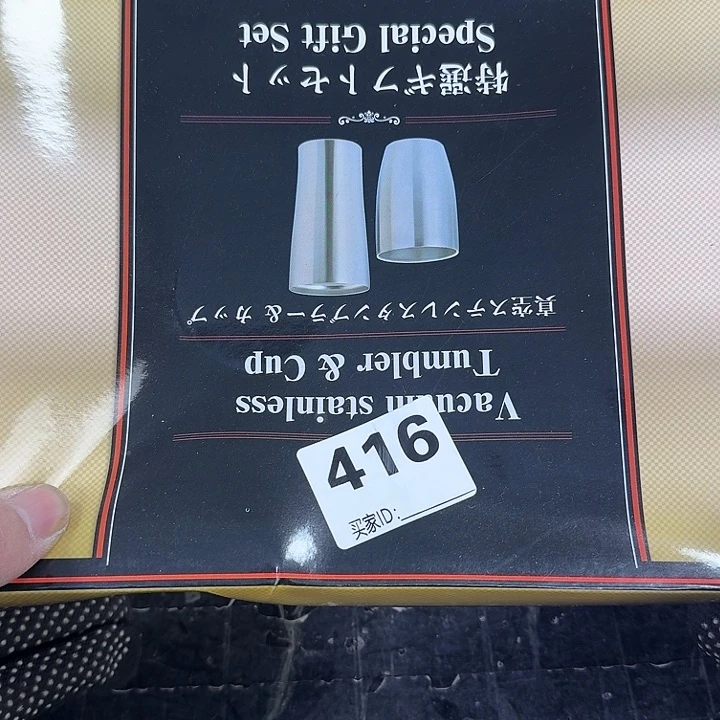 Vacuum stainless
Tumbler & Cup
真空ステンレスタンブラー& カップ
特選ギフトセット
Special Gift Set
416
买家ID: